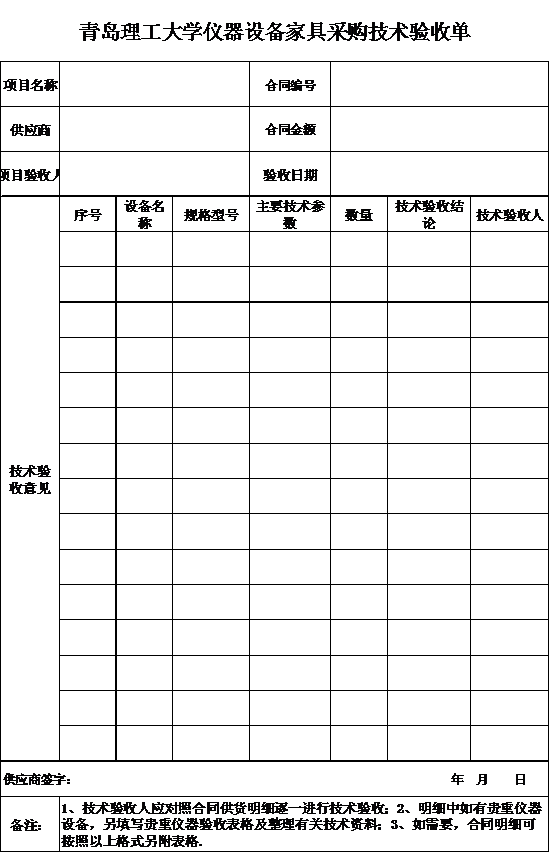 青岛理工大学仪器设备家具采购技术验收单
项目名称 合同编号
供应商 合同金额
项目验收人 验收日期
序号 设备名称 规格型号 主要技术参数 数量 技术验收结论 技术验收人
技术验
收意见
供应商签字： 年 月 日
备注：
1、技术验收人应对照合同供货明细逐一进行技术验收；2、明细中如有贵重仪器
设备，另填写贵重仪器验收表格及整理有关技术资料；3、如需要，合同明细可
按照以上格式另附表格.